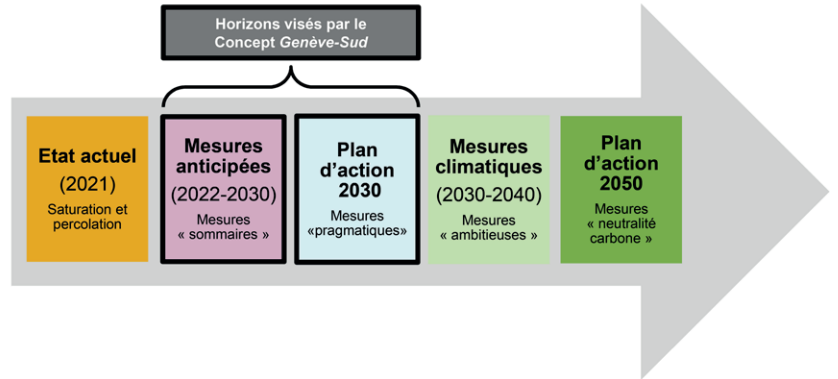 Horizons visés par le
Concept Genève-Sud
Etat actuel
(2021)
Saturation et
percolation
Mesures
anticipées
(2022-2030)
Mesures
« sommaires »
Plan
d’action
2030
Mesures
«pragmatiques»
Mesures
climatiques
(2030-2040)
Mesures
« ambitieuses »
Plan
d’action
2050
Mesures
« neutralité
carbone »